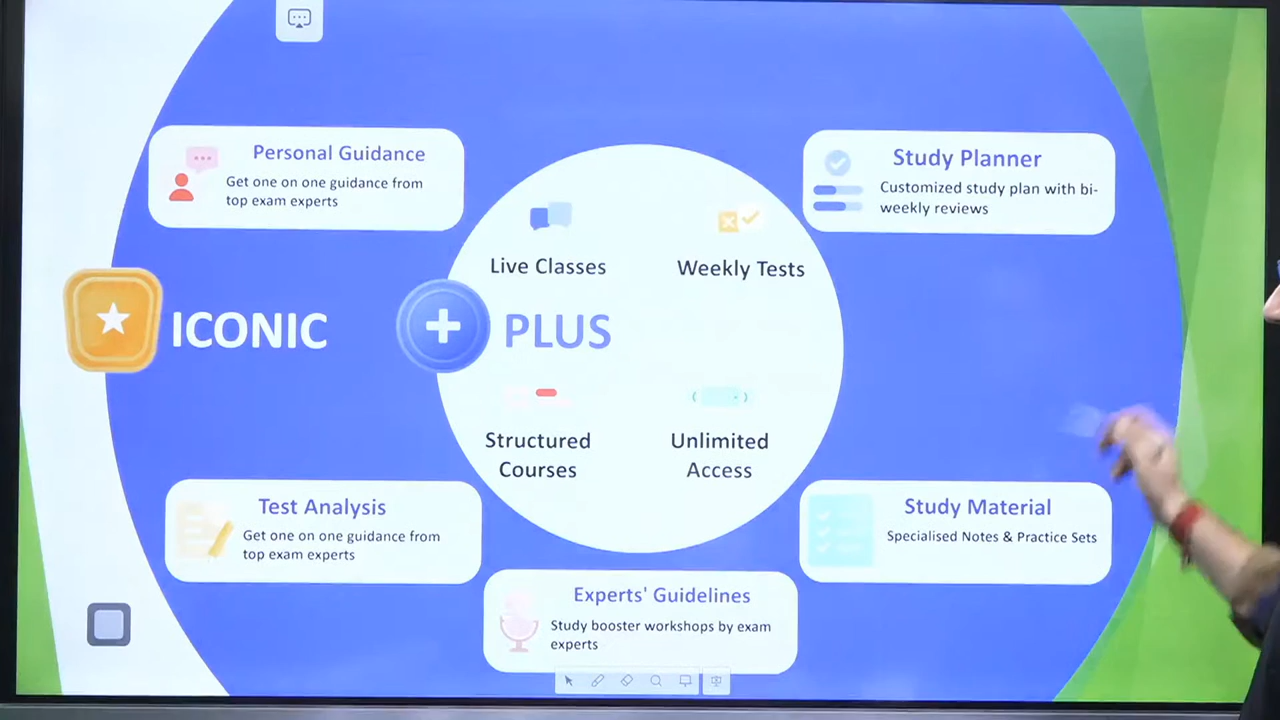 Personal Guidance
Get one on one guidance from
top exam experts
Study Planner
Customized study plan with bi-
weekly reviews
Live Classes
Weekly Tests
ICONIC
PLUS
Structured
Courses
Unlimited
Access
Test Analysis
Get one on one guidance from
top exam experts
Study Material
Specialised Notes & Practice Sets
Experts' Guidelines
Study booster workshops by exam
experts